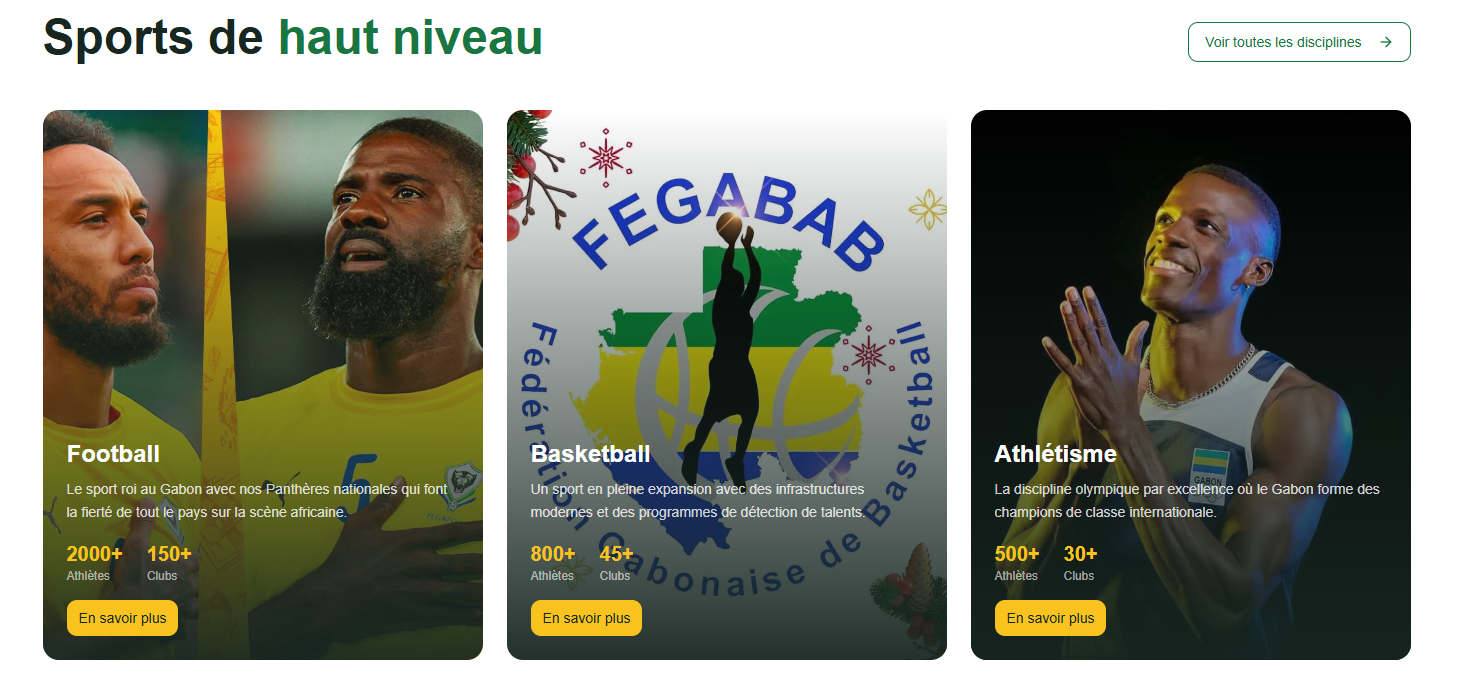 Sports de haut niveau
Voir toutes les disciplines
Football
Le sport roi au Gabon avec nos Panthères nationales qui font
la fierté de tout le pays sur la scène africaine.
2000+ 150+
Athlètes Clubs
En savoir plus
FEGABAB
Fédération Gabonaise de Basketball
Basketball
Un sport en pleine expansion avec des infrastructures
modernes et des programmes de détection de talents.
800+ 45+
Athlètes Clubs
En savoir plus
GABON
Athlétisme
La discipline olympique par excellence où le Gabon forme des
champions de classe internationale.
500+ 30+
Athlètes Clubs
En savoir plus